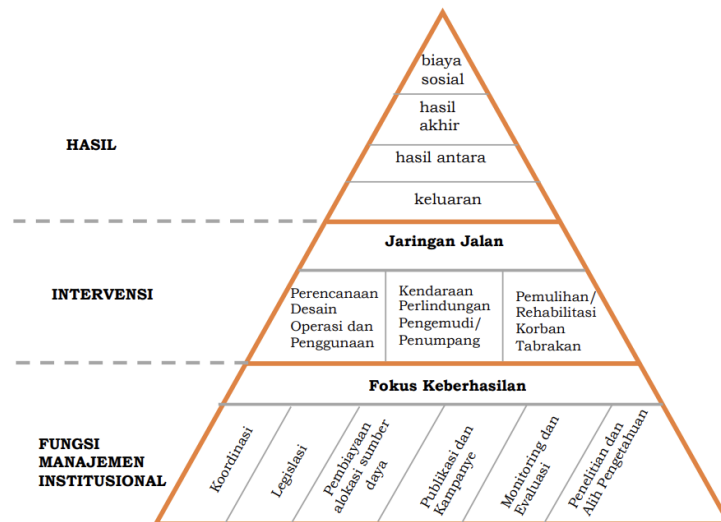 biaya
sosial
hasil
akhir
HASIL
hasil antara
keluaran
Jaringan Jalan
INTERVENSI
Perencanaan
Desain
Operasi dan
Penggunaan
Kendaraan
Perlindungan
Pengemudi/
Penumpang
Pemulihan/
Rehabilitasi
Korban
Tabrakan
Fokus Keberhasilan
FUNGSI
MANAJEMEN
INSTITUSIONAL
Koordinasi
Legislasi
Pembiayaan
alokasi sumber
daya
Publikasi dan
Kampanye
Monitoring dan
Evaluasi
Penelitian dan
Alih Pengetahuan